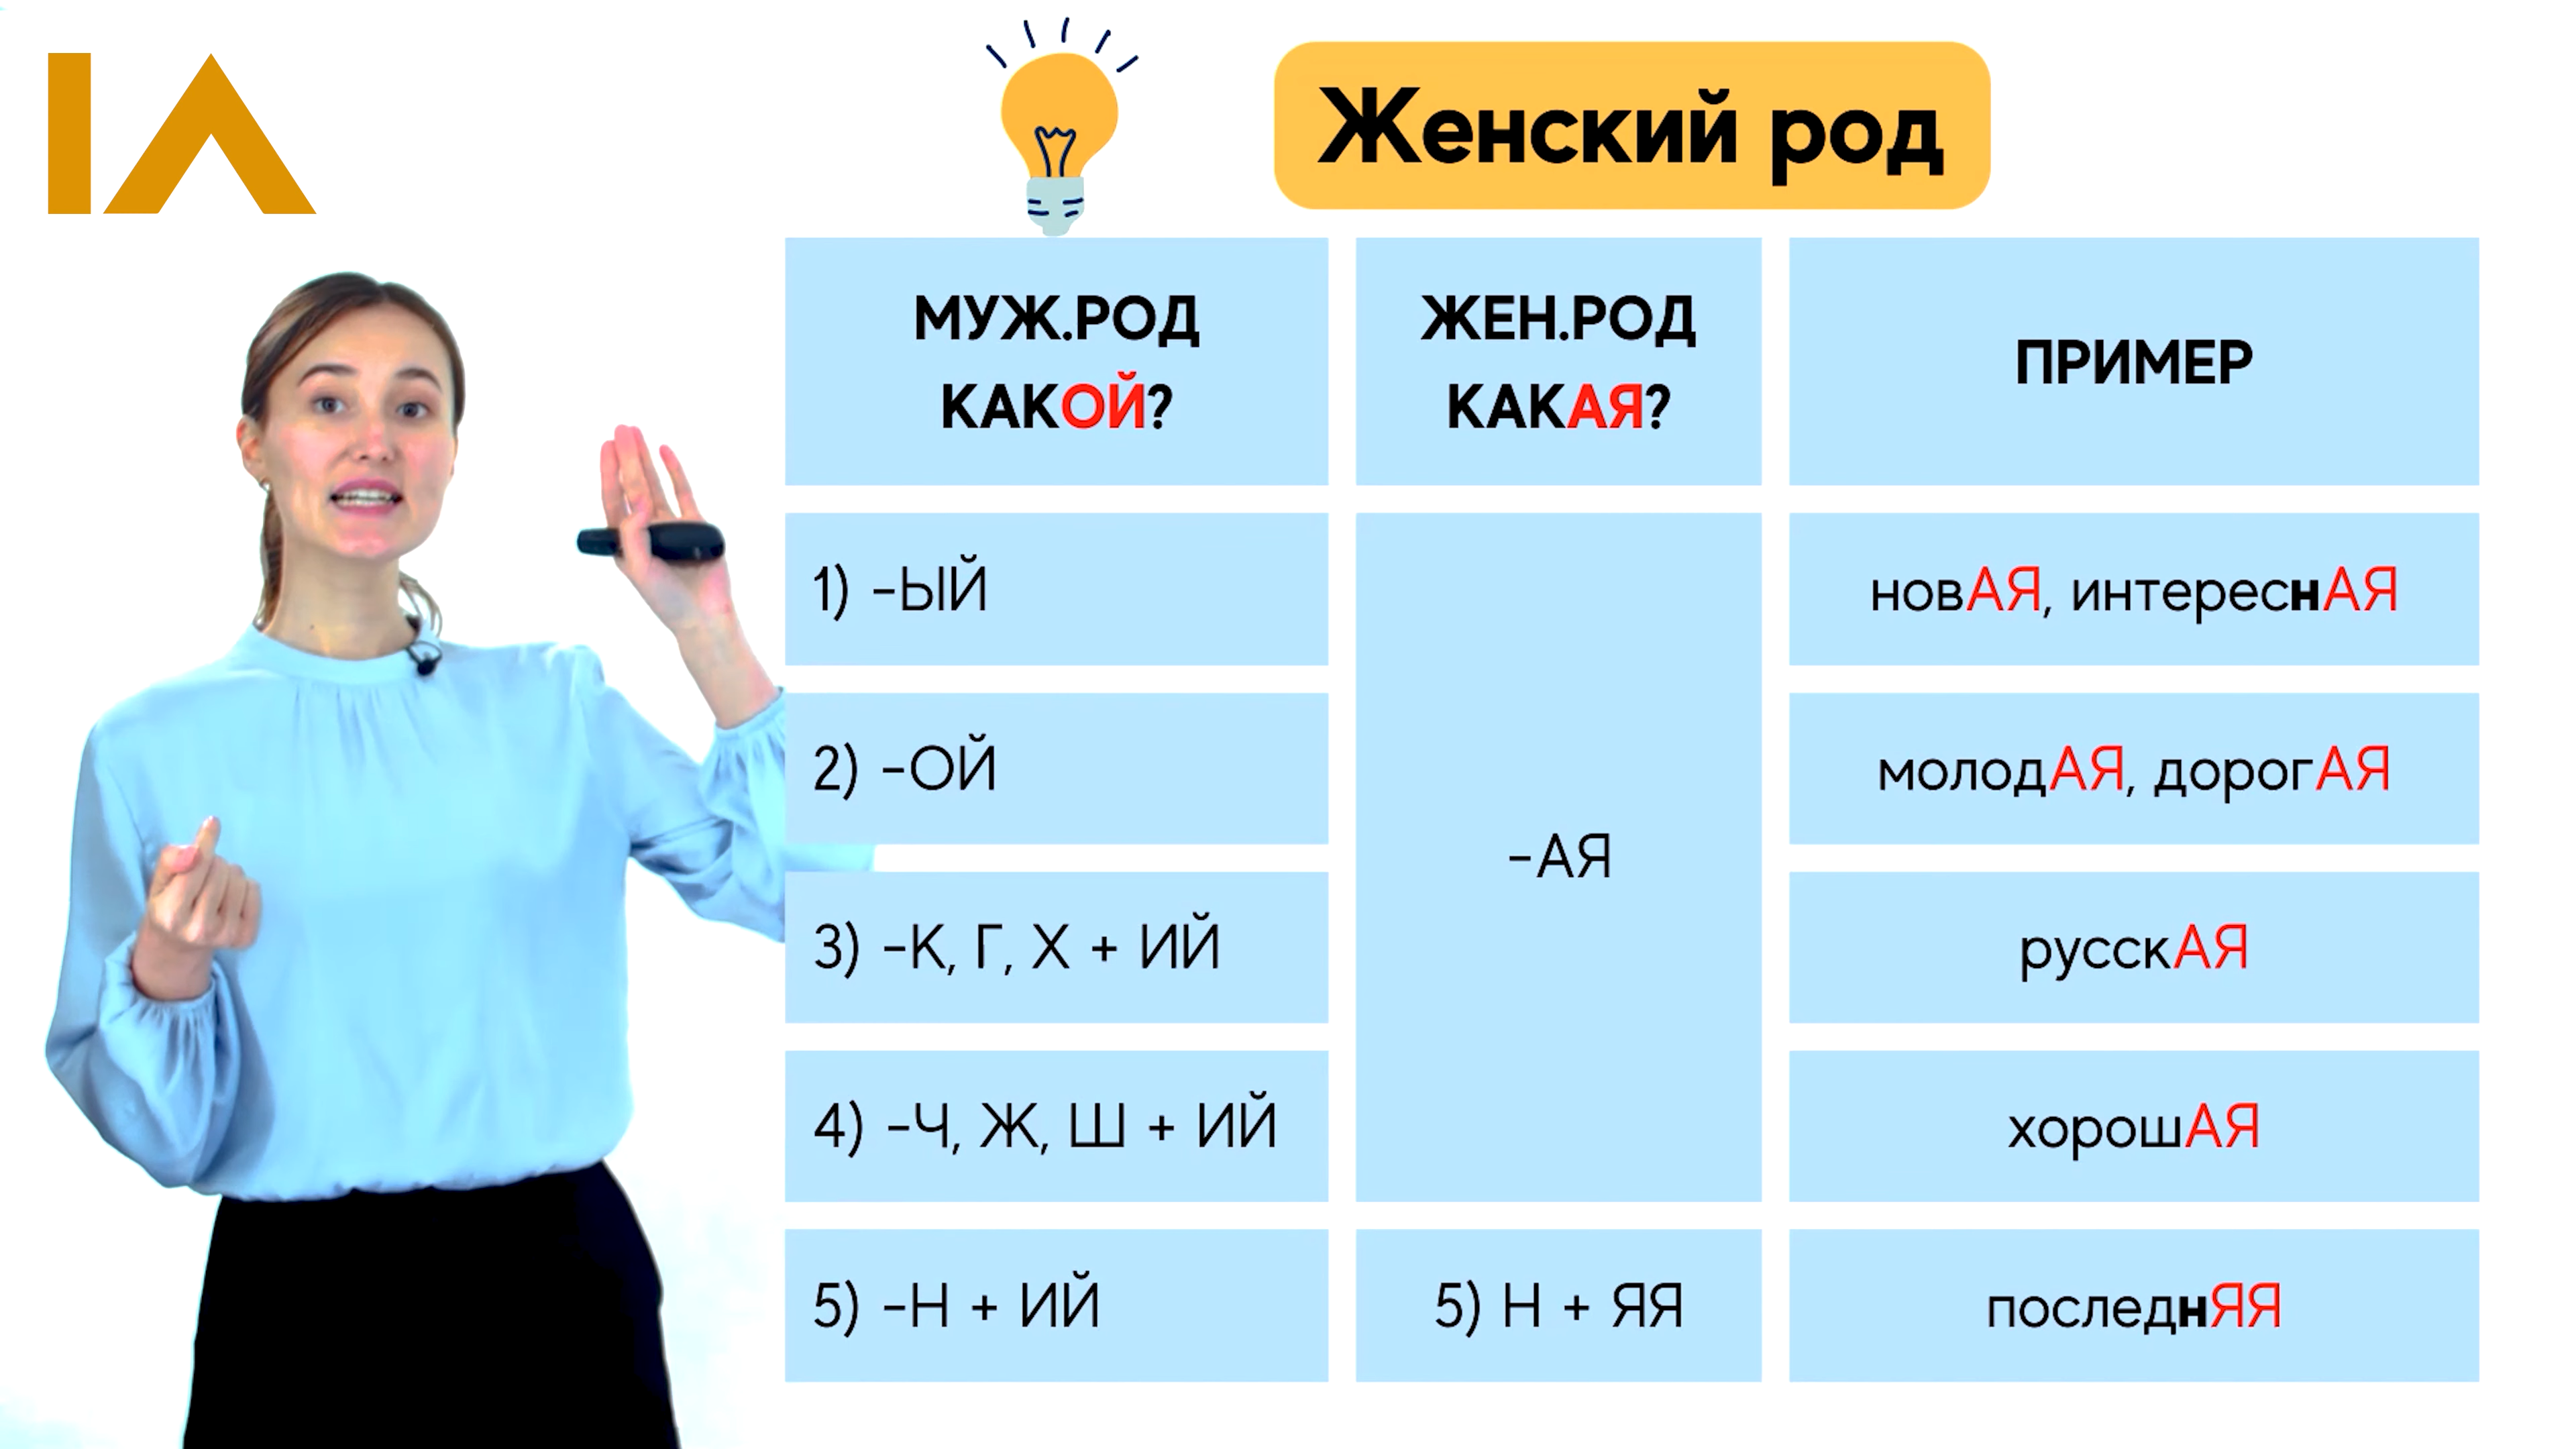 IA
Женский род
МУЖ.РОД
КАКОЙ?
ЖЕН.РОД
КАКАЯ?
ПРИМЕР
1) -ЫЙ
-АЯ
новАЯ, интереснАЯ
2) -ОЙ
молодАЯ, дорогАЯ
3) -К, Г, Х + ИЙ
русскАЯ
4) -Ч, Ж, Ш + ИЙ
хорошАЯ
5) -Н + ИЙ
5) Н + ЯЯ
последнЯЯ